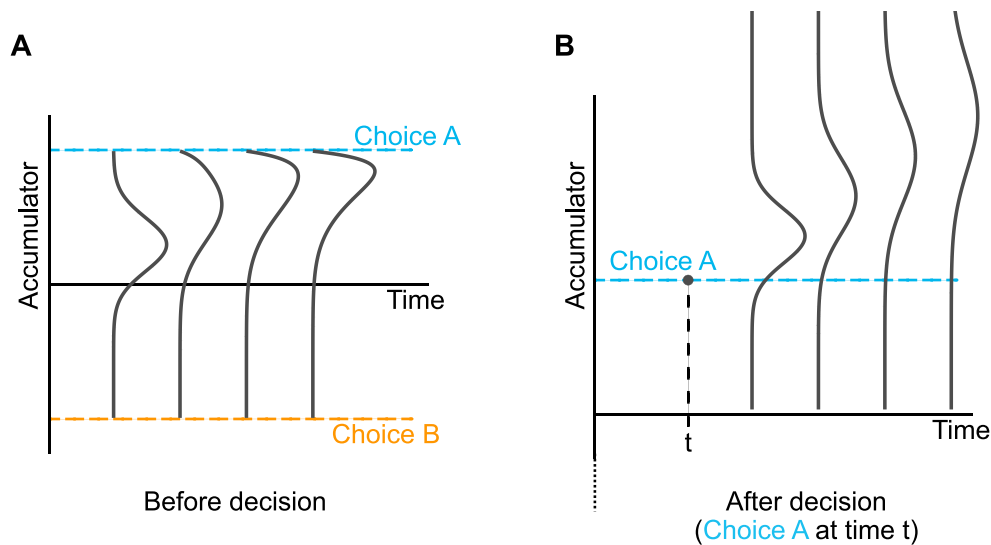 A
Choice A
Accumulator
Time
Choice B
Before decision
B
Accumulator
Choice A
t
Time
After decision
(Choice A at time t)